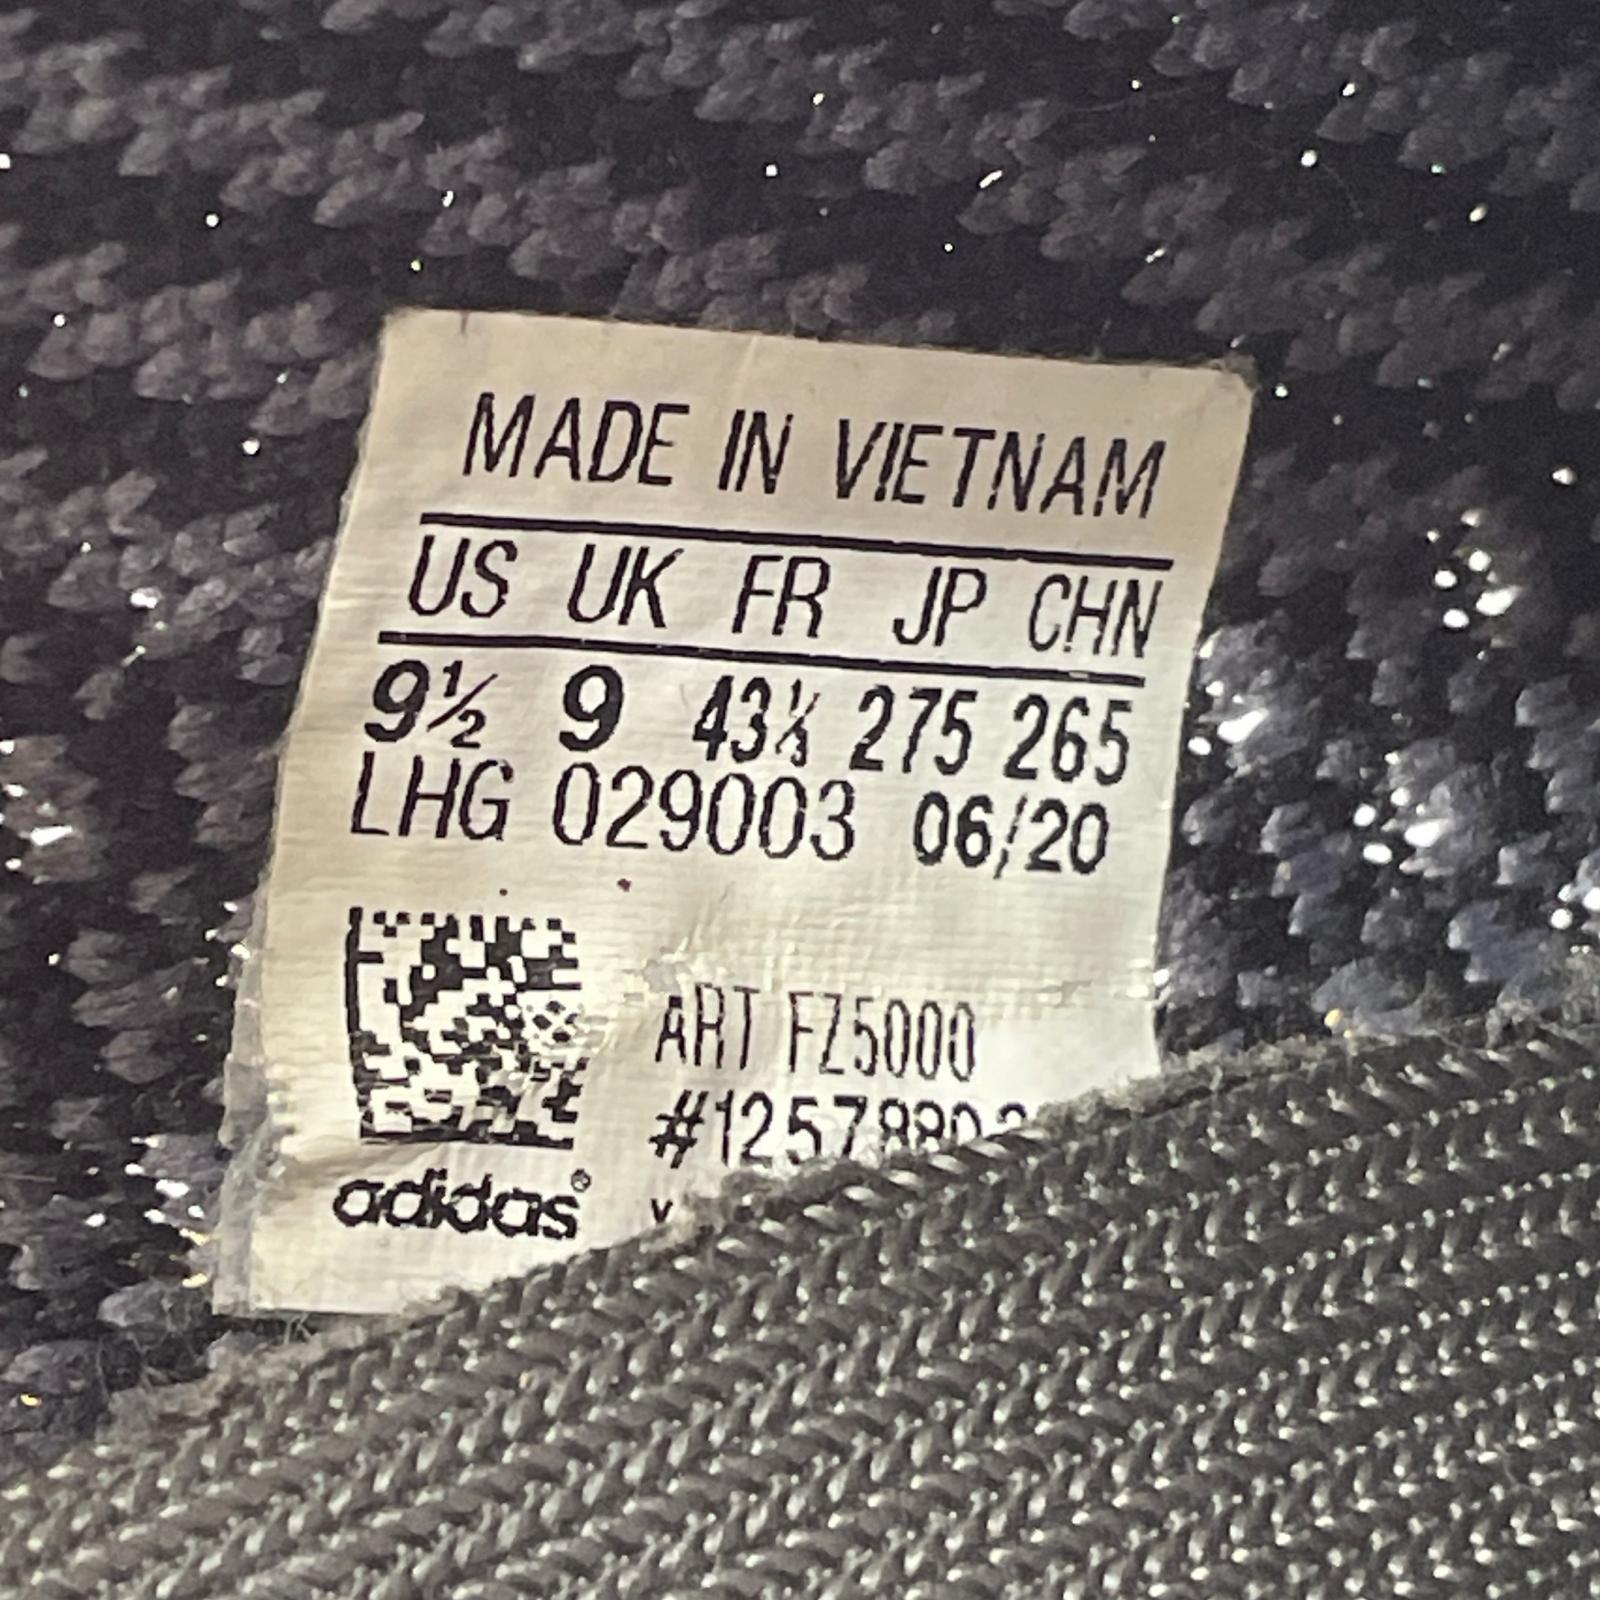 MADE IN VIETNAM
US UK FR JP CHN
9½ 9 43⅓ 275 265
LHG 029003 06/20
ART FZ5000
adidas®